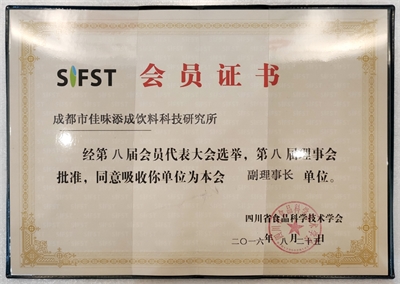 SIFST 会员证书
成都市佳味添成饮料科技研究所
经第八届会员代表大会选举，第八届理事会
批准，同意吸收你单位为本会 副理事长 单位。
四川省食品科学技术学会
二〇一六年 八月二十五日